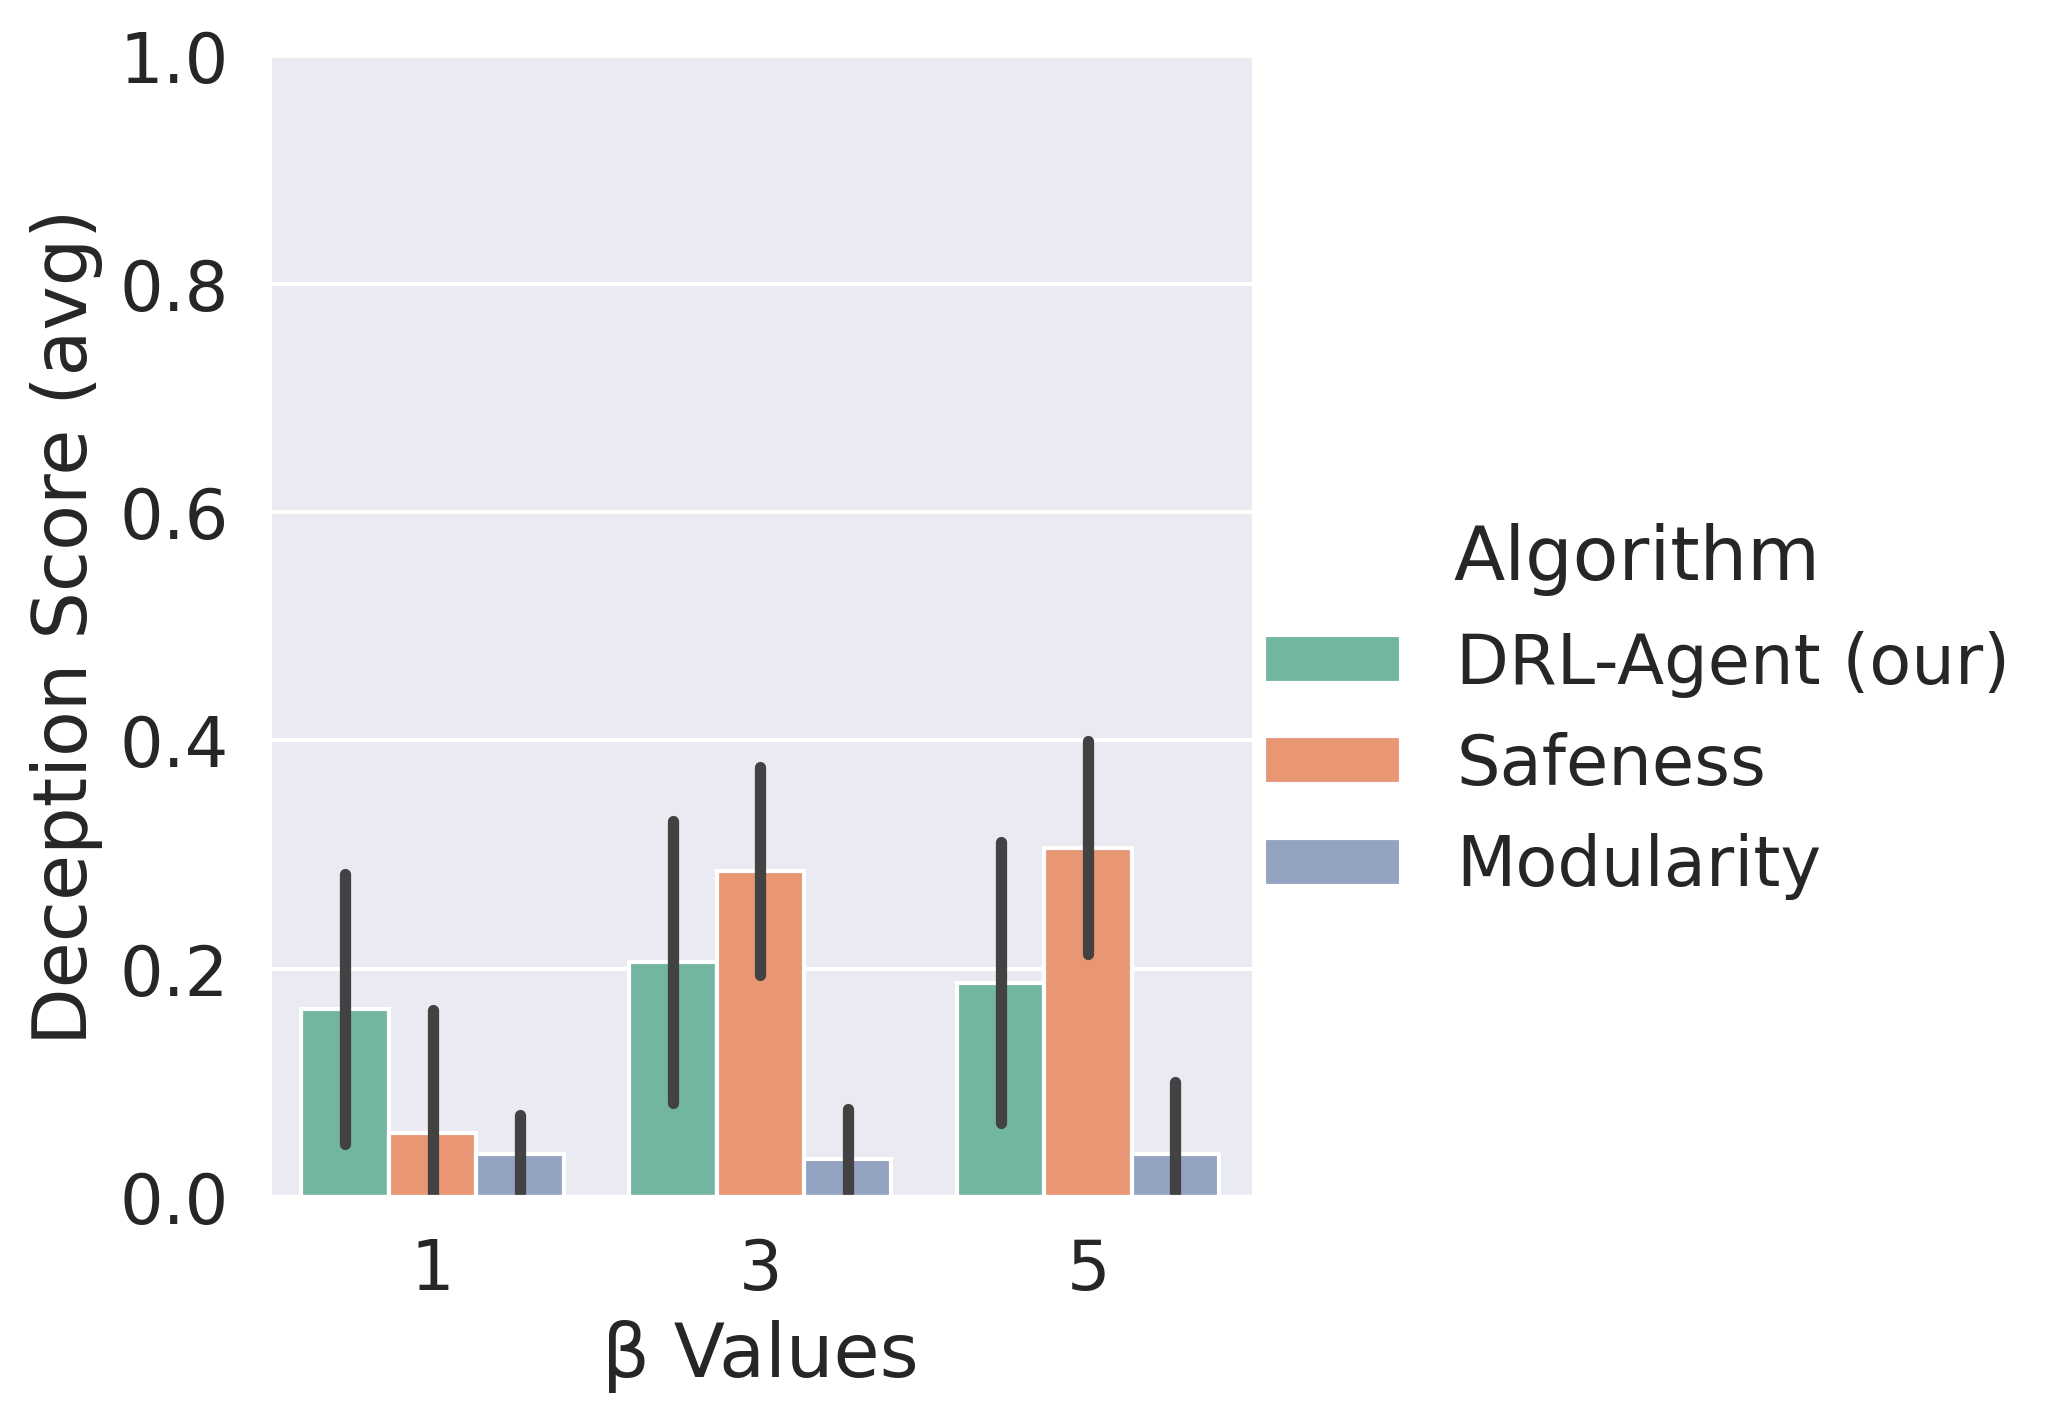 1.0
0.8
0.6
0.4
0.2
0.0
Deception Score (avg)
1 3 5
β Values
Algorithm
DRL-Agent (our)
Safeness
Modularity